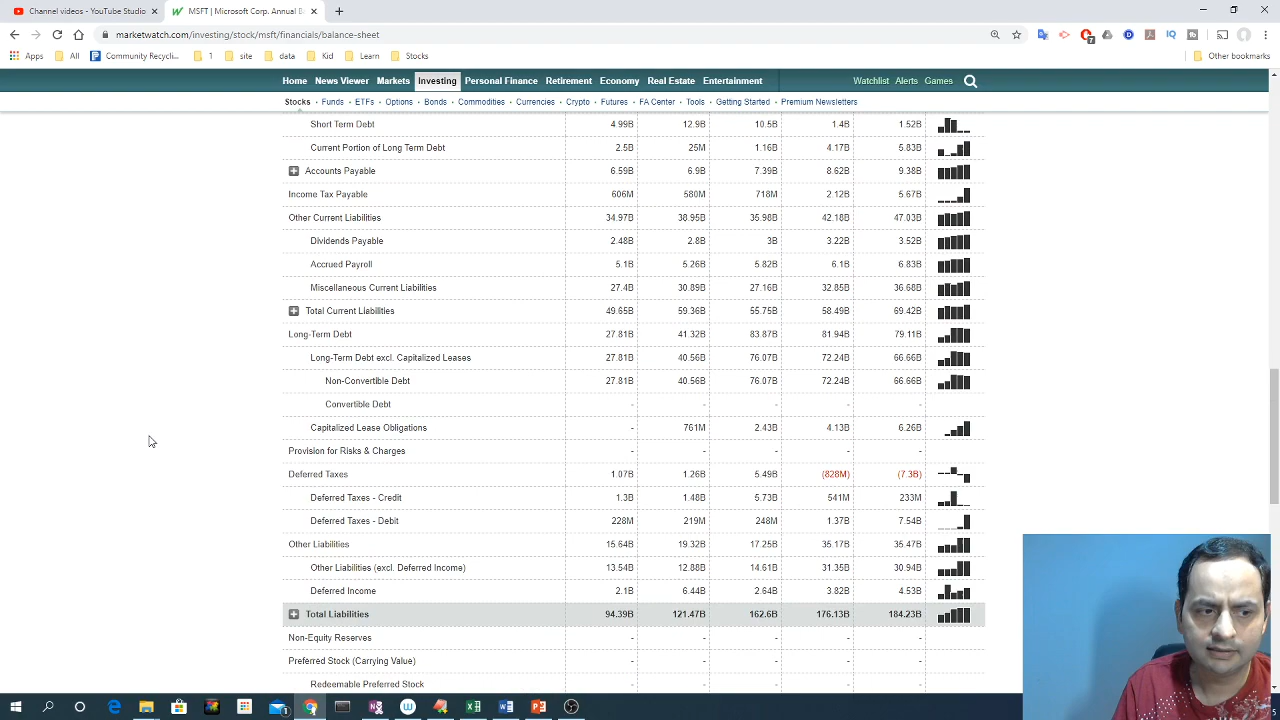 Channel videos - YouTube Studio
MSFT | Microsoft Corp. Annual B
marketwatch.com/investing/stock/msft/financials/balance-sheet
Apps All Community Recycli... 1 site data Kid Learn Stocks Other bookmarks
Home News Viewer Markets Investing Personal Finance Retirement Economy Real Estate Entertainment Watchlist Alerts Games
Stocks • Funds • ETFs • Options • Bonds • Commodities • Currencies • Crypto • Futures • FA Center • Tools • Getting Started • Premium Newsletters
Short Term Debt 4.99B 12.9B 10.5B 1.4B 1.52B
Current Portion of Long Term Debt 2.5B 25M 1.16B 4.17B 5.83B
Accounts Payable 6.59B 6.9B 7.39B 8.62B 9.38B
Income Tax Payable 606M 580M 718M 2.12B 5.67B
Other Current Liabilities 34.97B 38.95B 35.98B 42.18B 47.03B
Dividends Payable 2.48B 2.8B 3B 3.22B 3.52B
Accrued Payroll 5.1B 5.26B 5.82B 6.1B 6.83B
Miscellaneous Current Liabilities 27.4B 30.89B 27.16B 32.85B 36.68B
Total Current Liabilities 49.65B 59.36B 55.75B 58.49B 69.42B
Long-Term Debt 27.81B 41.32B 83.87B 81.94B 79.11B
Long-Term Debt excl. Capitalized Leases 27.81B 40.56B 76.07B 72.24B 66.66B
Non-Convertible Debt 27.81B 40.56B 76.07B 72.24B 66.66B
Convertible Debt - - - - -
Capitalized Lease Obligations - 761M 2.43B 4.13B 6.26B
Provision for Risks & Charges - - - - -
Deferred Taxes 1.07B 1.26B 5.49B (828M) (7.3B)
Deferred Taxes - Credit 1.3B 1.48B 5.73B 541M 233M
Deferred Taxes - Debit 228M 219M 248M 1.37B 7.54B
Other Liabilities 15.64B 19.32B 17.25B 35.17B 35.47B
Other Liabilities (excl. Deferred Income) 13.54B 12.88B 14.61B 31.35B 30.94B
Deferred Income 2.1B 6.44B 2.64B 3.82B 4.53B
Total Liabilities 94.39B 121.47B 162.6B 176.13B 184.23B
Non-Equity Reserves - - - - -
Preferred Stock (Carrying Value) - - - - -
Redeemable Preferred Stock - - - - -